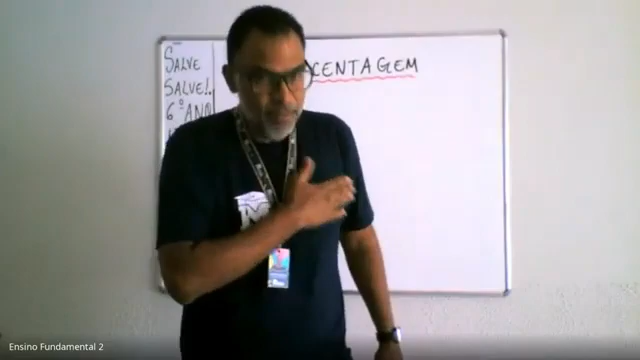 SALVE
SALVE!.
6º ANO
CENTAGEM
Ensino Fundamental 2